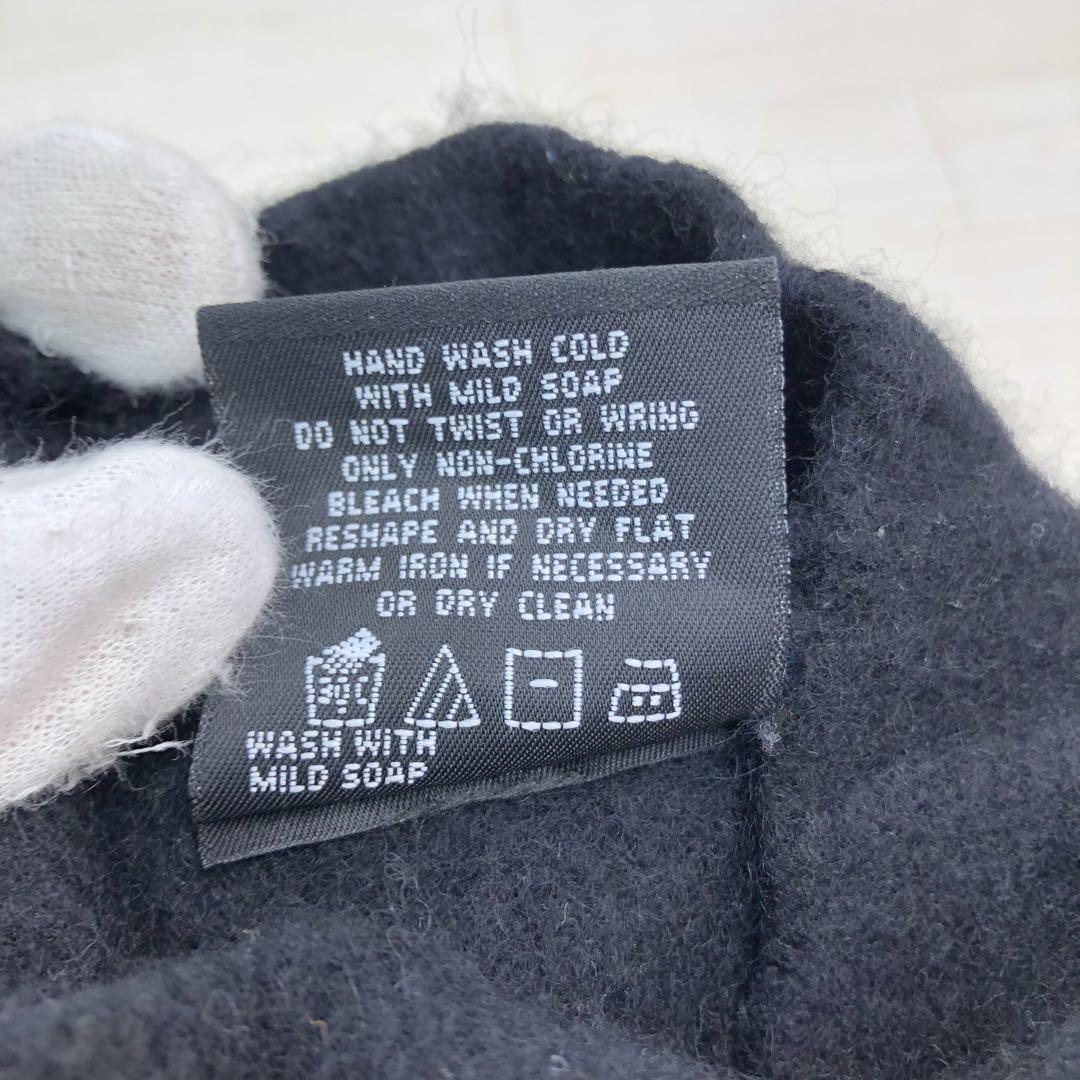 HAND WASH COLD
WITH MILD SOAP
DO NOT TWIST OR WRING
ONLY NON-CHLORINE
BLEACH WHEN NEEDED
RESHAPE AND DRY FLAT
WARM IRON IF NECESSARY
OR DRY CLEAN
30C
WASH WITH
MILD SOAP